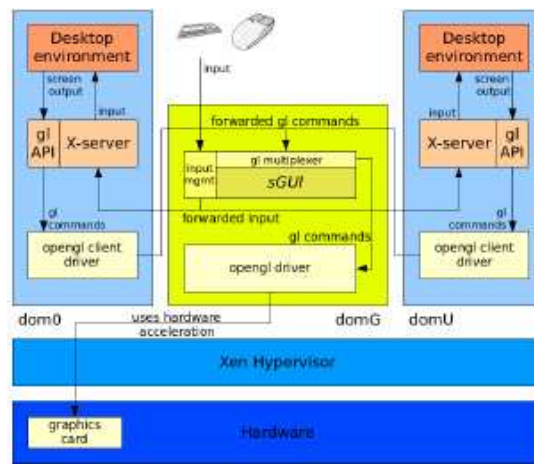 Desktop
environment
screen
output
input
gl
API
X-server
gl
commands
opengl client
driver
dom0
input
forwarded gl commands
gl multiplexer
input
mgmt
sGUI
forwarded input
gl commands
opengl driver
domG
Desktop
environment
screen
output
input
X-server
gl
API
gl
commands
opengl client
driver
domU
uses hardware
acceleration
Xen Hypervisor
graphics
card
Hardware